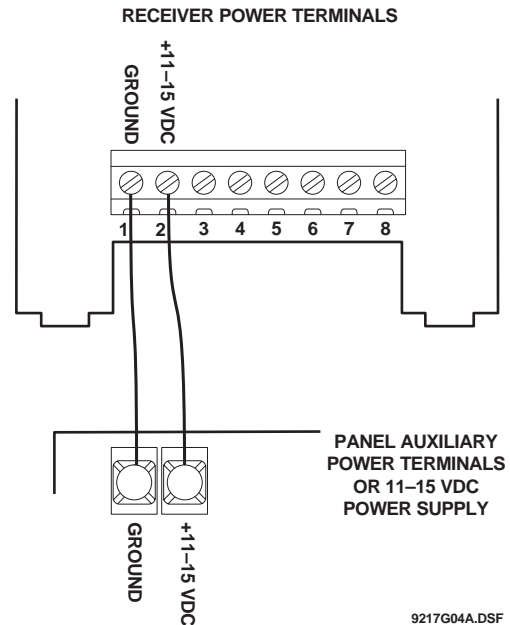 RECEIVER POWER TERMINALS
GROUND
+11–15 VDC
1 2 3 4 5 6 7 8
PANEL AUXILIARY
POWER TERMINALS
OR 11–15 VDC
POWER SUPPLY
GROUND
+11–15 VDC
9217G04A.DSF